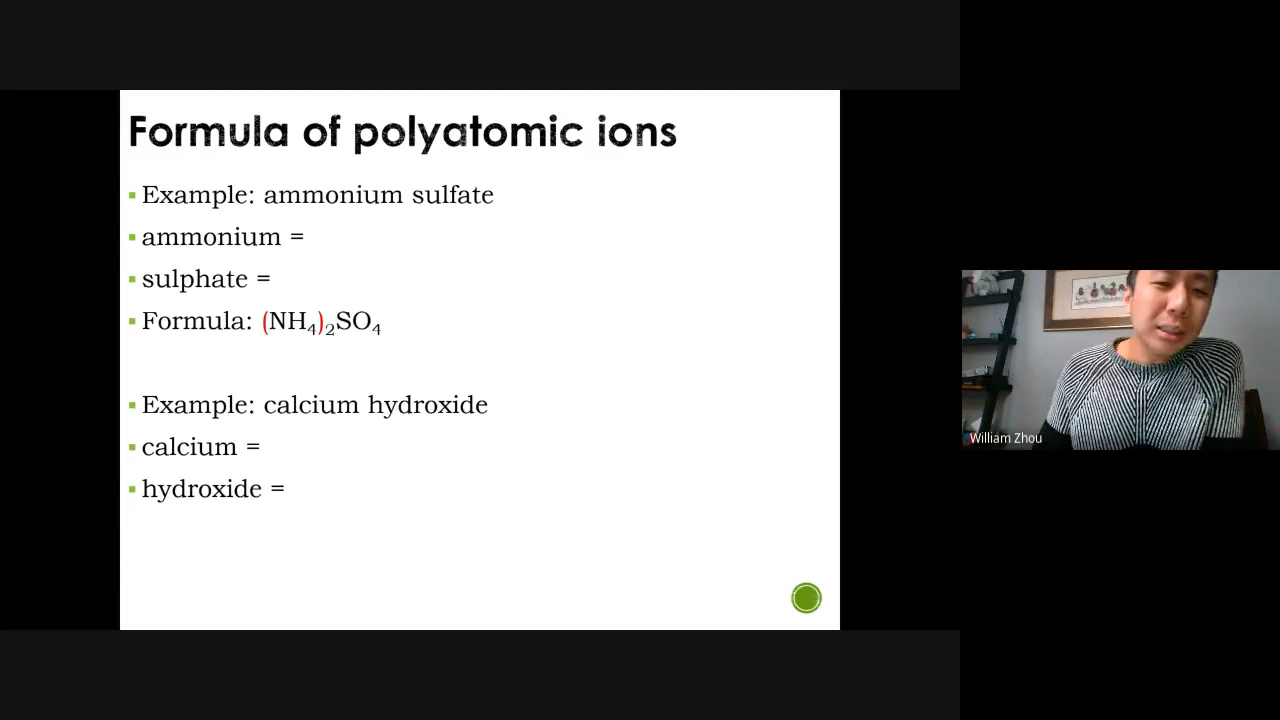 Formula of polyatomic ions
Example: ammonium sulfate
ammonium =
sulphate =
Formula: (NH₄)₂SO₄
Example: calcium hydroxide
calcium =
hydroxide =
William Zhou